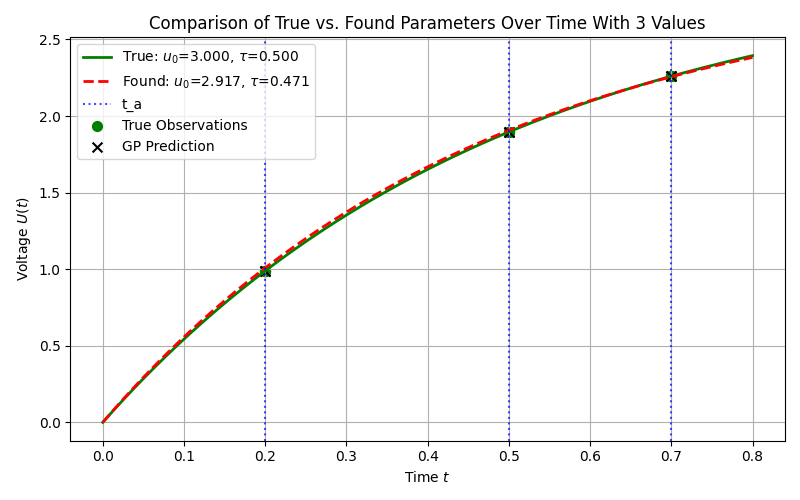 Comparison of True vs. Found Parameters Over Time With 3 Values
2.5
2.0
1.5
1.0
0.5
0.0
Voltage U(t)
True: u₀=3.000, τ=0.500
Found: u₀=2.917, τ=0.471
t_a
True Observations
GP Prediction
0.0 0.1 0.2 0.3 0.4 0.5 0.6 0.7 0.8
Time t